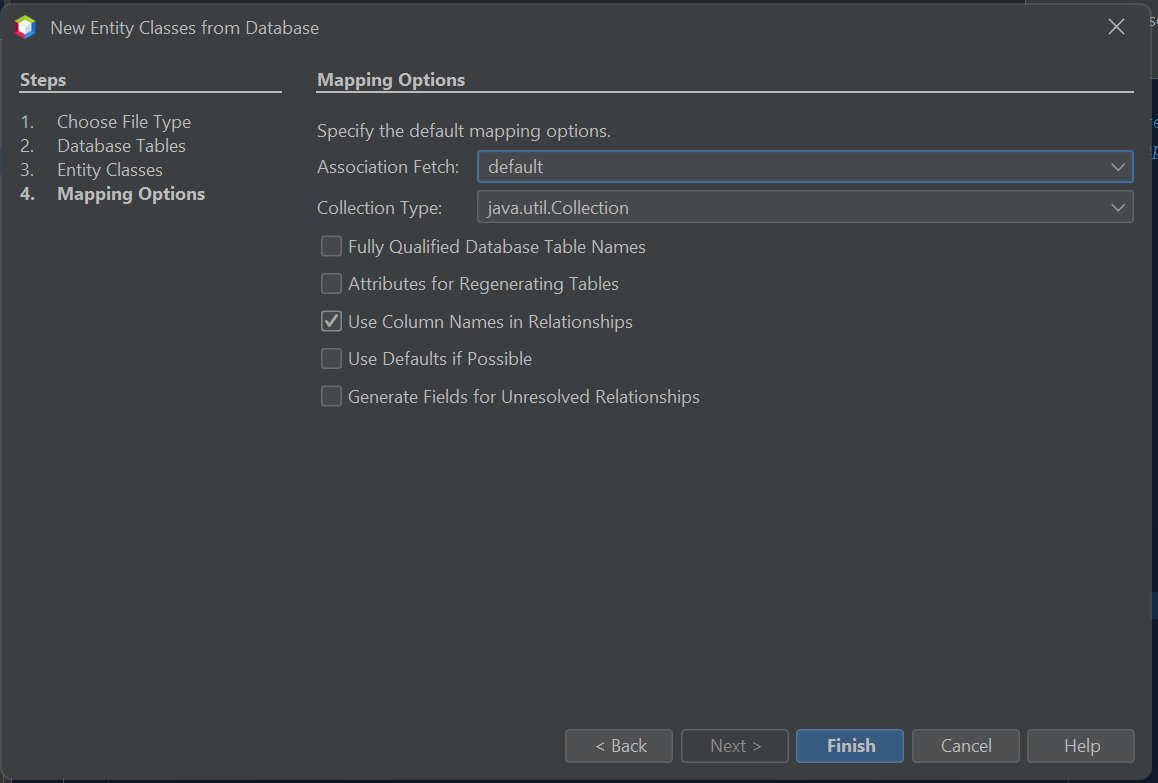 New Entity Classes from Database
Steps
1. Choose File Type
2. Database Tables
3. Entity Classes
4. Mapping Options
Mapping Options
Specify the default mapping options.
Association Fetch: default
Collection Type: java.util.Collection
Fully Qualified Database Table Names
Attributes for Regenerating Tables
Use Column Names in Relationships
Use Defaults if Possible
Generate Fields for Unresolved Relationships
< Back Next > Finish Cancel Help